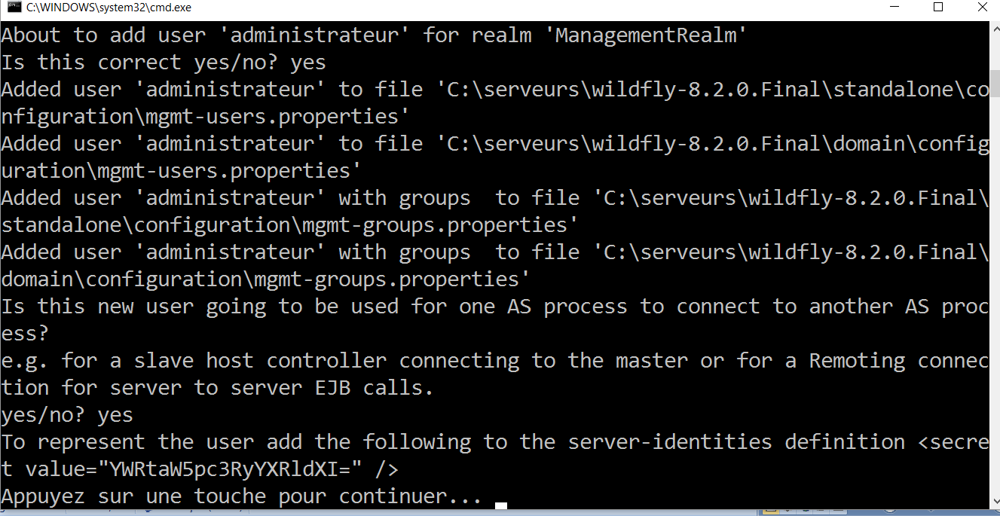 C:\WINDOWS\system32\cmd.exe
About to add user 'administrateur' for realm 'ManagementRealm'
Is this correct yes/no? yes
Added user 'administrateur' to file 'C:\serveurs\wildfly-8.2.0.Final\standalone\co
nfiguration\mgmt-users.properties'
Added user 'administrateur' to file 'C:\serveurs\wildfly-8.2.0.Final\domain\config
uration\mgmt-users.properties'
Added user 'administrateur' with groups  to file 'C:\serveurs\wildfly-8.2.0.Final\
standalone\configuration\mgmt-groups.properties'
Added user 'administrateur' with groups  to file 'C:\serveurs\wildfly-8.2.0.Final\
domain\configuration\mgmt-groups.properties'
Is this new user going to be used for one AS process to connect to another AS proc
ess?
e.g. for a slave host controller connecting to the master or for a Remoting connec
tion for server to server EJB calls.
yes/no? yes
To represent the user add the following to the server-identities definition <secre
t value="YWRtaW5pc3RyYXRldXI=" />
Appuyez sur une touche pour continuer...